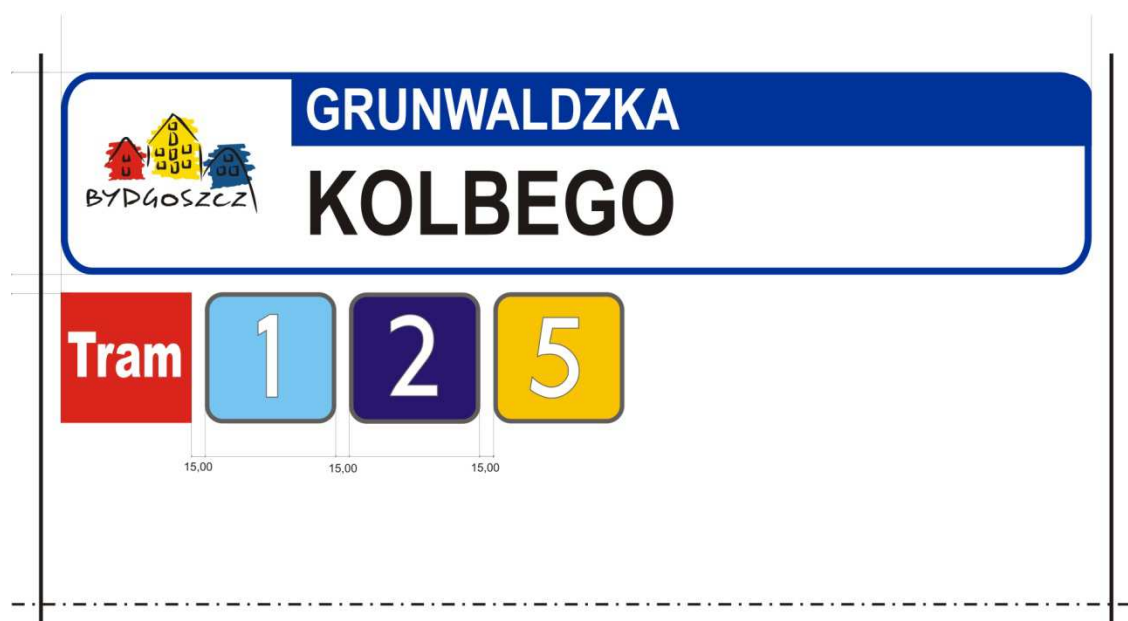 GRUNWALDZKA
BYDGOSZCZ
KOLBEGO
Tram 1 2 5
15,00 15,00 15,00